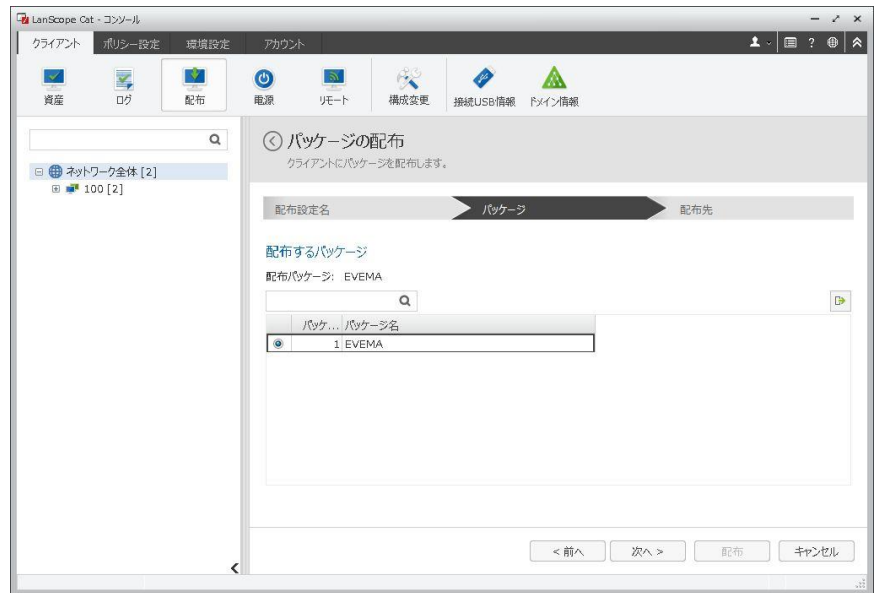 LanScope Cat - コンソール
クライアント ポリシー設定 環境設定 アカウント
資産 ログ 配布 電源 リモート 構成変更 接続USB情報 ドメイン情報
パッケージの配布
クライアントにパッケージを配布します。
ネットワーク全体 [2]
100 [2]
配布設定名 パッケージ 配布先
配布するパッケージ
配布パッケージ: EVEMA
パッケ... パッケージ名
1 EVEMA
< 前へ 次へ > 配布 キャンセル